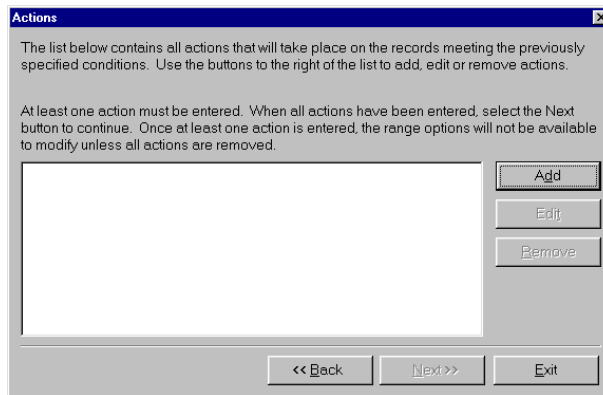 Actions
The list below contains all actions that will take place on the records meeting the previously
specified conditions. Use the buttons to the right of the list to add, edit or remove actions.
At least one action must be entered. When all actions have been entered, select the Next
button to continue. Once at least one action is entered, the range options will not be available
to modify unless all actions are removed.
Add
Edit
Remove
<< Back
Next >>
Exit